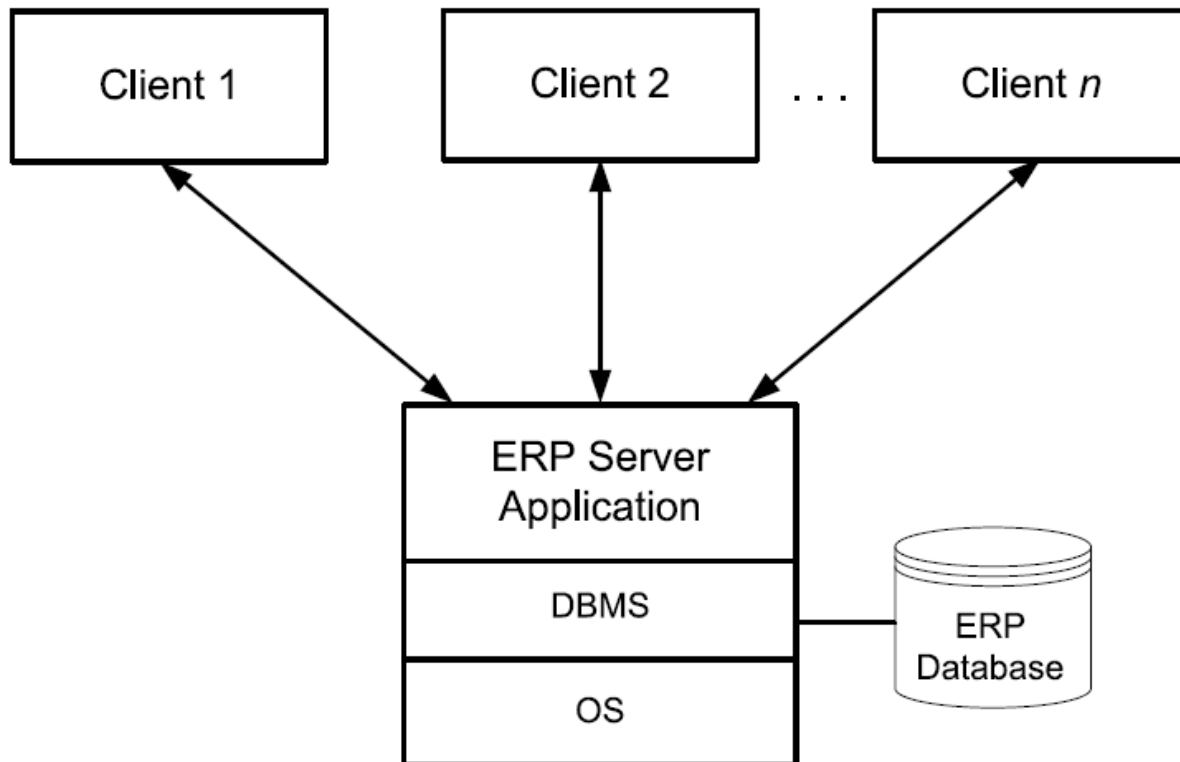 Client 1
Client 2
. . .
Client n
ERP Server
Application
DBMS
OS
ERP
Database